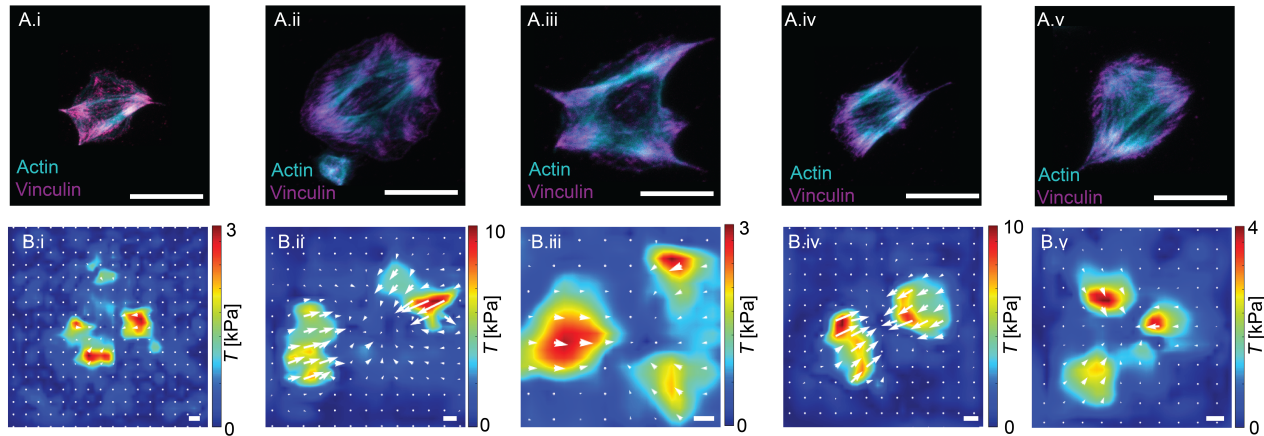 A.i
A.ii
A.iii
A.iv
A.v
Actin
Vinculin
Actin
Vinculin
Actin
Vinculin
Actin
Vinculin
Actin
Vinculin
B.i
3
T [kPa]
0
B.ii
10
T [kPa]
0
B.iii
3
T [kPa]
0
B.iv
10
T [kPa]
0
B.v
4
T [kPa]
0